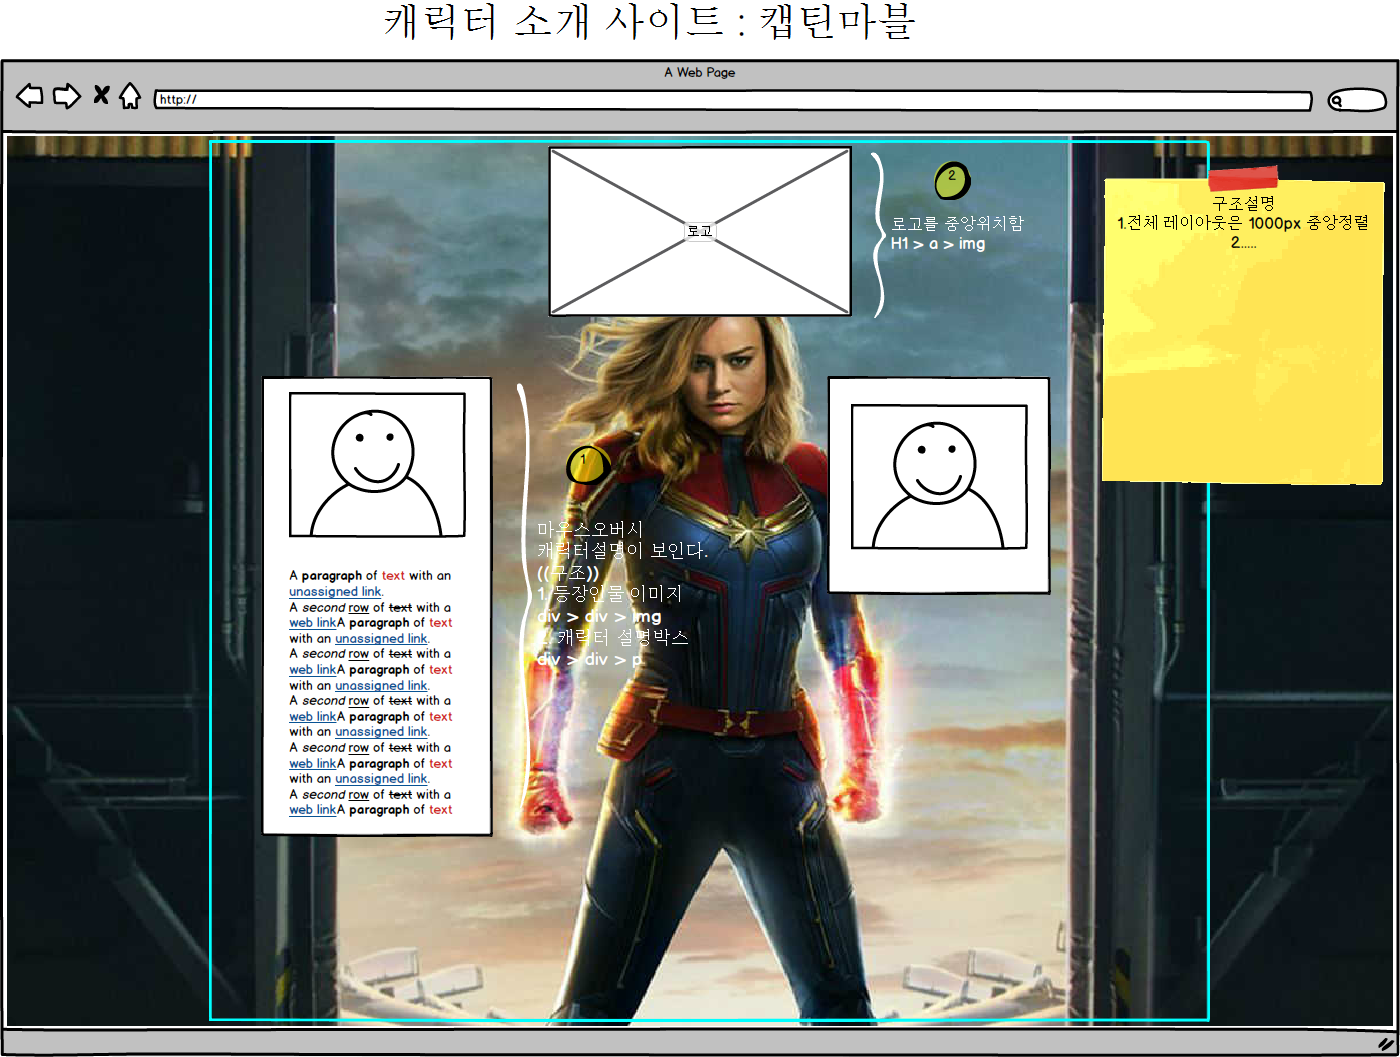 캐릭터 소개 사이트 : 캡틴마블
A Web Page
http://
로고
2
로고를 중앙위치함
H1 > a > img
구조설명
1.전체 레이아웃은 1000px 중앙정렬
2.....
1
마우스오버시
캐릭터설명이 보인다.
((구조))
1. 등장인물 이미지
div > div > img
2. 캐릭터 설명박스
div > div > p
A paragraph of text with an
unassigned link.
A second row of text with a
web linkA paragraph of text
with an unassigned link.
A second row of text with a
web linkA paragraph of text
with an unassigned link.
A second row of text with a
web linkA paragraph of text
with an unassigned link.
A second row of text with a
web linkA paragraph of text
with an unassigned link.
A second row of text with a
web linkA paragraph of text